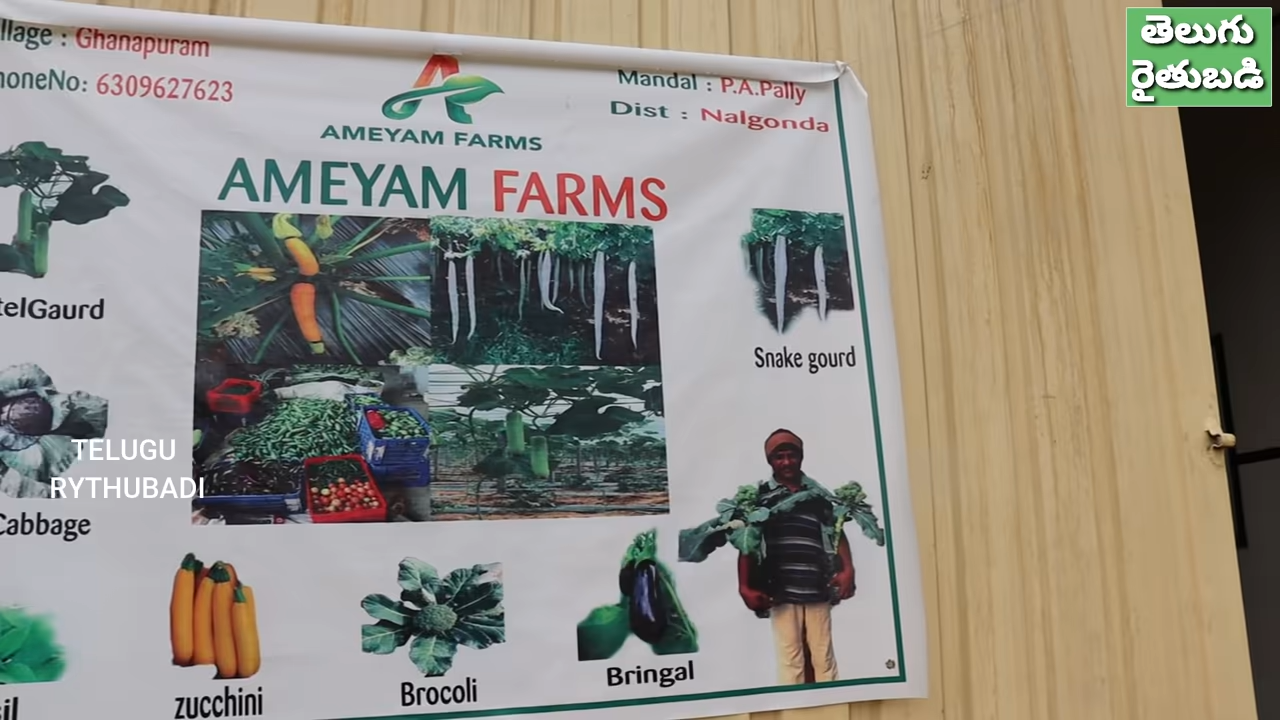 తెలుగు
రైతుబడి
llage : Ghanapuram
honeNo: 6309627623
Mandal : P.A.Pally
Dist : Nalgonda
AMEYAM FARMS
AMEYAM FARMS
telGaurd
Snake gourd
TELUGU
RYTHUBADI
Cabbage
Bringal
Brocoli
zucchini
sil